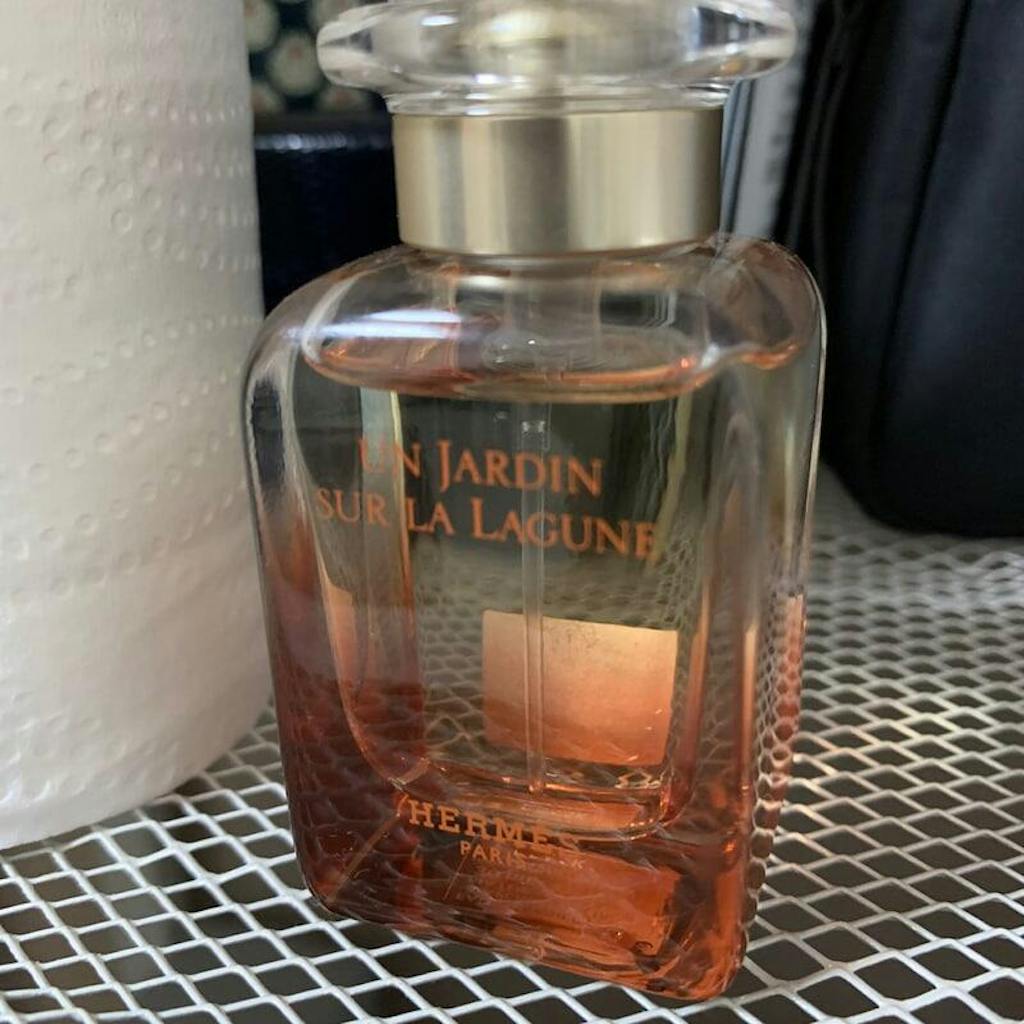 UN JARDIN
SUR LA LAGUNE
HERMÈS
PARIS